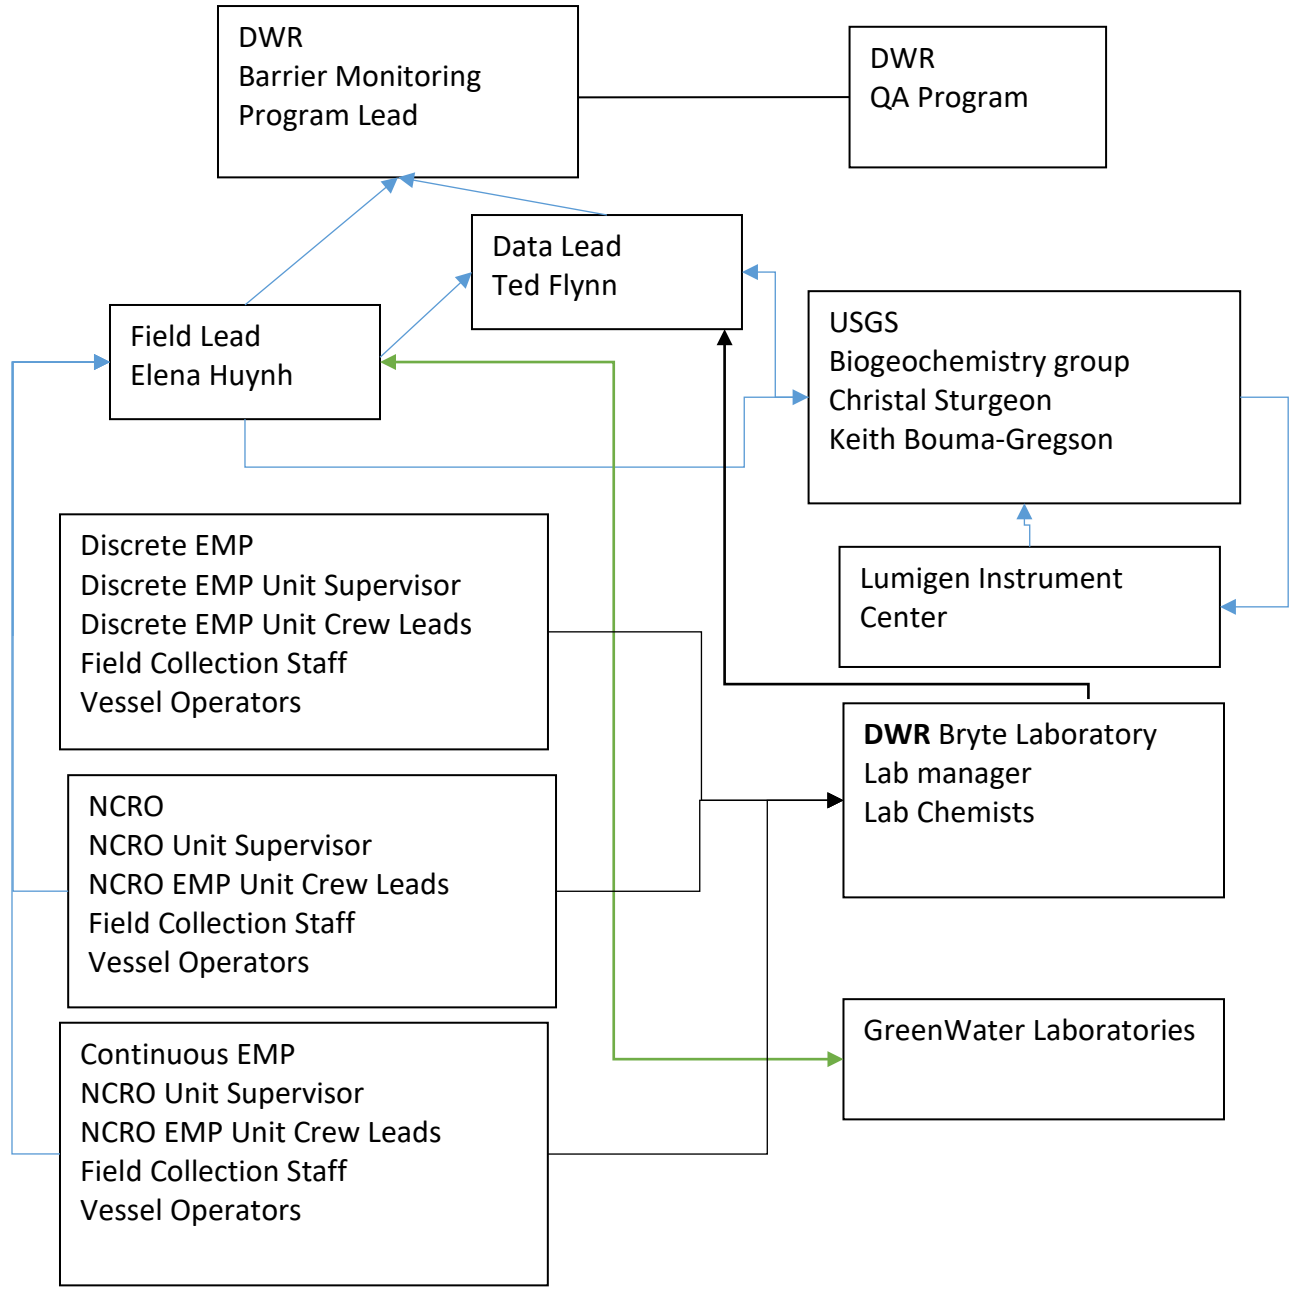 DWR
Barrier Monitoring
Program Lead
DWR
QA Program
Data Lead
Ted Flynn
Field Lead
Elena Huynh
USGS
Biogeochemistry group
Christal Sturgeon
Keith Bouma-Gregson
Discrete EMP
Discrete EMP Unit Supervisor
Discrete EMP Unit Crew Leads
Field Collection Staff
Vessel Operators
Lumigen Instrument
Center
DWR Bryte Laboratory
Lab manager
Lab Chemists
NCRO
NCRO Unit Supervisor
NCRO EMP Unit Crew Leads
Field Collection Staff
Vessel Operators
GreenWater Laboratories
Continuous EMP
NCRO Unit Supervisor
NCRO EMP Unit Crew Leads
Field Collection Staff
Vessel Operators